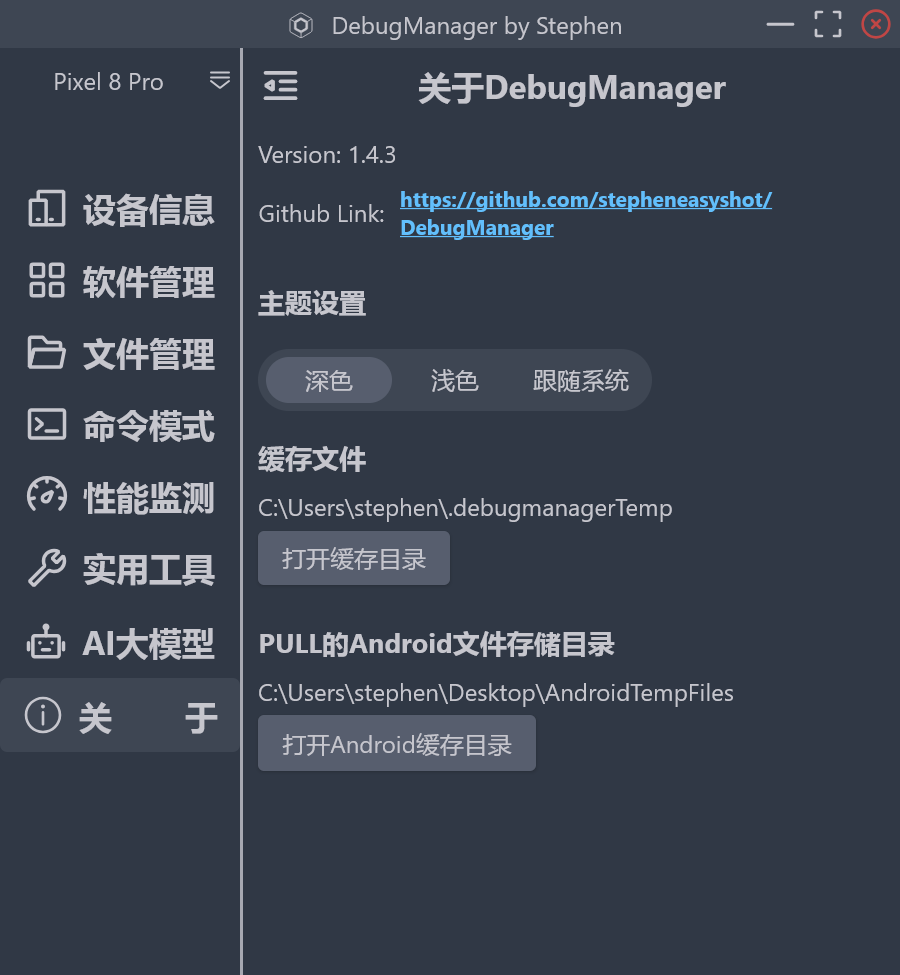 DebugManager by Stephen
Pixel 8 Pro
设备信息
软件管理
文件管理
命令模式
性能监测
实用工具
AI大模型
关 于
关于DebugManager
Version: 1.4.3
Github Link:
https://github.com/stepheneasyshot/
DebugManager
主题设置
深色 浅色 跟随系统
缓存文件
C:\Users\stephen\.debugmanagerTemp
打开缓存目录
PULL的Android文件存储目录
C:\Users\stephen\Desktop\AndroidTempFiles
打开Android缓存目录